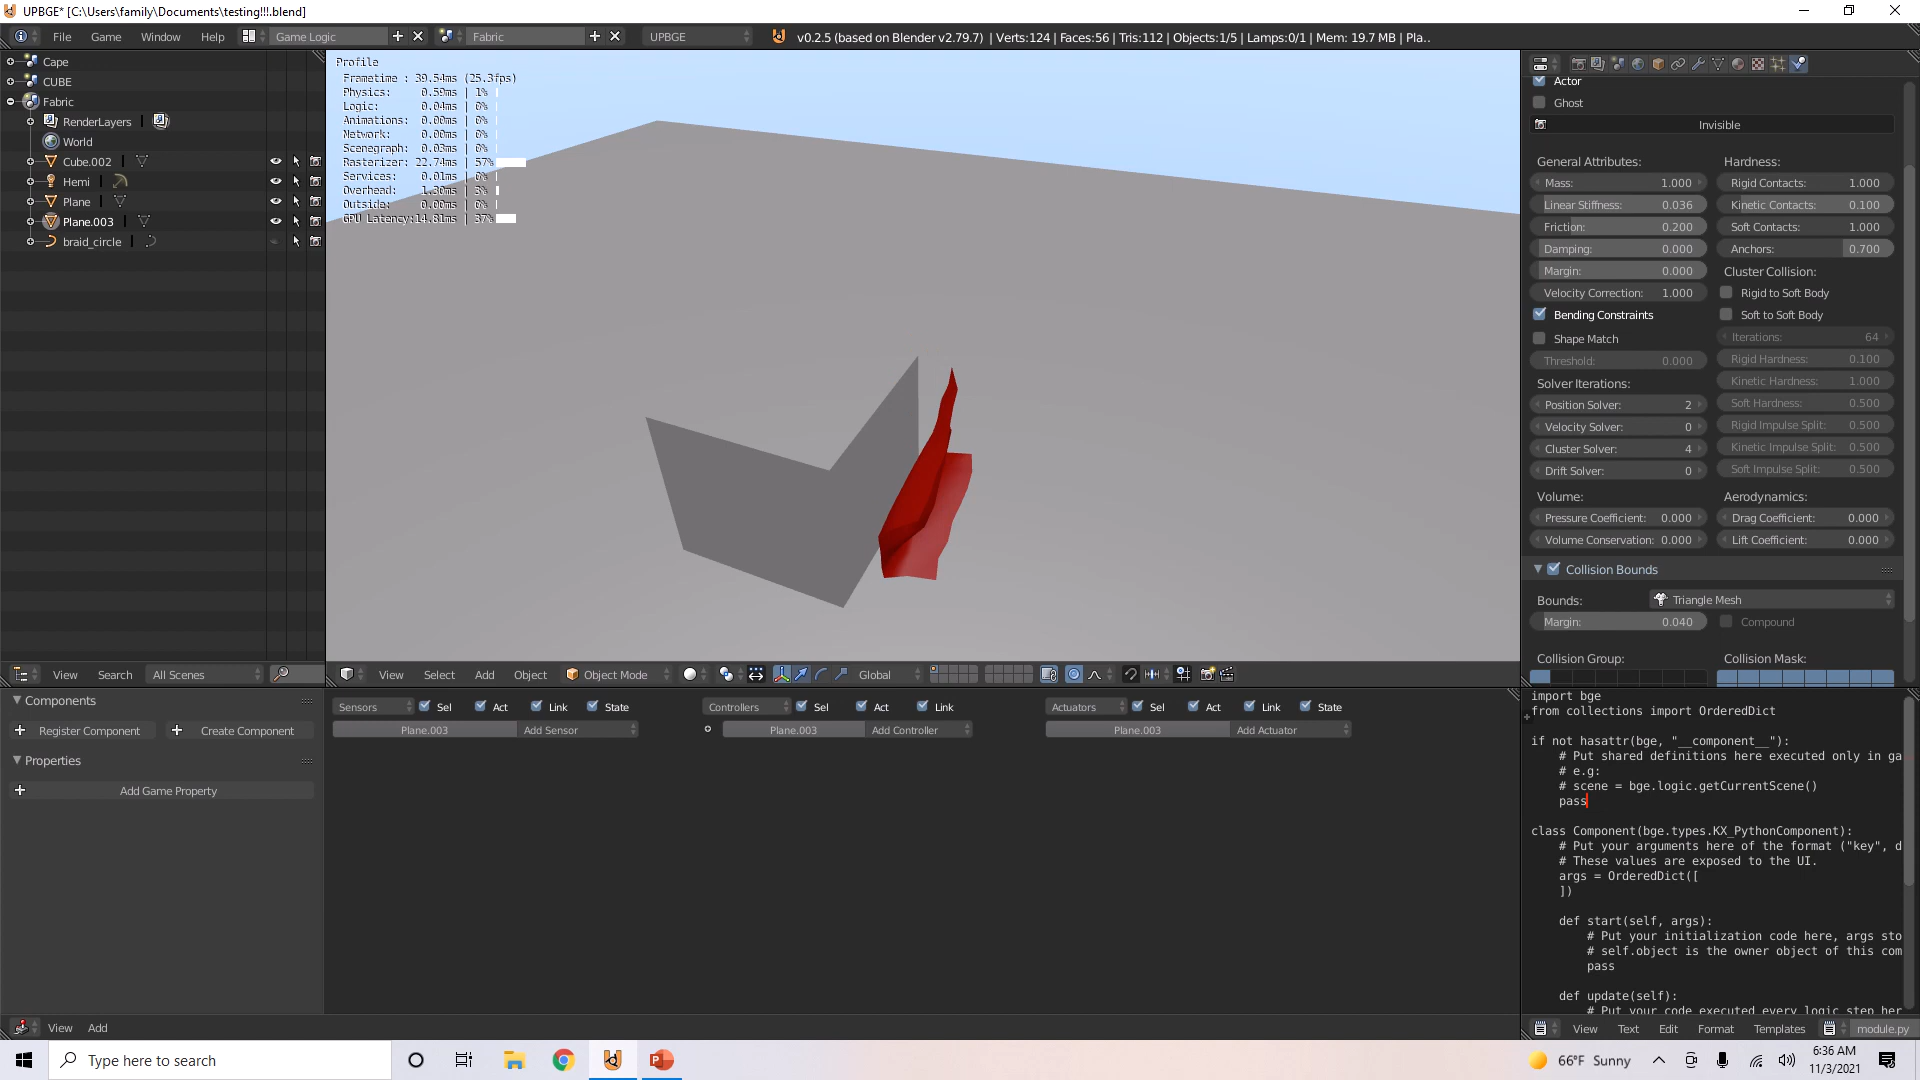 UPBGE* [C:\Users\family\Documents\testing!!!.blend]
File Game Window Help Game Logic Fabric UPBGE v0.2.5 (based on Blender v2.79.7) | Verts:124 | Faces:56 | Tris:112 | Objects:1/5 | Lamps:0/1 | Mem: 19.7 MB | Pla..
Cape
CUBE
Fabric
RenderLayers
World
Cube.002
Hemi
Plane
Plane.003
braid_circle
View Search All Scenes
Profile
Frametime : 39.54ms (25.3fps)
Physics: 0.59ms | 1%
Logic: 0.04ms | 0%
Animations: 0.00ms | 0%
Network: 0.00ms | 0%
Scenegraph: 0.03ms | 0%
Rasterizer: 22.74ms | 57%
Services: 0.01ms | 0%
Overhead: 1.30ms | 3%
Outside: 0.00ms | 0%
GPU Latency:14.81ms | 37%
View Select Add Object Object Mode Global
Actor
Ghost
Invisible
General Attributes: Hardness:
Mass: 1.000 Rigid Contacts: 1.000
Linear Stiffness: 0.036 Kinetic Contacts: 0.100
Friction: 0.200 Soft Contacts: 1.000
Damping: 0.000 Anchors: 0.700
Margin: 0.000 Cluster Collision:
Velocity Correction: 1.000 Rigid to Soft Body
Bending Constraints Soft to Soft Body
Shape Match Iterations: 64
Threshold: 0.000 Rigid Hardness: 0.100
Solver Iterations: Kinetic Hardness: 1.000
Position Solver: 2 Soft Hardness: 0.500
Velocity Solver: 0 Rigid Impulse Split: 0.500
Cluster Solver: 4 Kinetic Impulse Split: 0.500
Drift Solver: 0 Soft Impulse Split: 0.500
Volume: Aerodynamics:
Pressure Coefficient: 0.000 Drag Coefficient: 0.000
Volume Conservation: 0.000 Lift Coefficient: 0.000
Collision Bounds
Bounds: Triangle Mesh
Margin: 0.040 Compound
Collision Group: Collision Mask:
Components
Register Component Create Component
Properties
Add Game Property
View Add
Sensors Sel Act Link State Controllers Sel Act Link Actuators Sel Act Link State
Plane.003 Add Sensor Plane.003 Add Controller Plane.003 Add Actuator
import bge
from collections import OrderedDict
if not hasattr(bge, "__component__"):
# Put shared definitions here executed only in ga
# e.g:
# scene = bge.logic.getCurrentScene()
pass
class Component(bge.types.KX_PythonComponent):
# Put your arguments here of the format ("key", d
# These values are exposed to the UI.
args = OrderedDict([
])
def start(self, args):
# Put your initialization code here, args sto
# self.object is the owner object of this com
pass
def update(self):
# Put your code executed every logic step her
View Text Edit Format Templates module.py
Type here to search
66°F Sunny
6:36 AM
11/3/2021